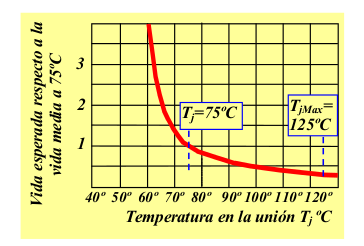 Vida esperada respecto a la
vida media a 75ºC
3
2
1
Tj=75ºC
TjMax=
125ºC
40º 50º 60º 70º 80º 90º 100º 110º 120º
Temperatura en la unión Tj ºC